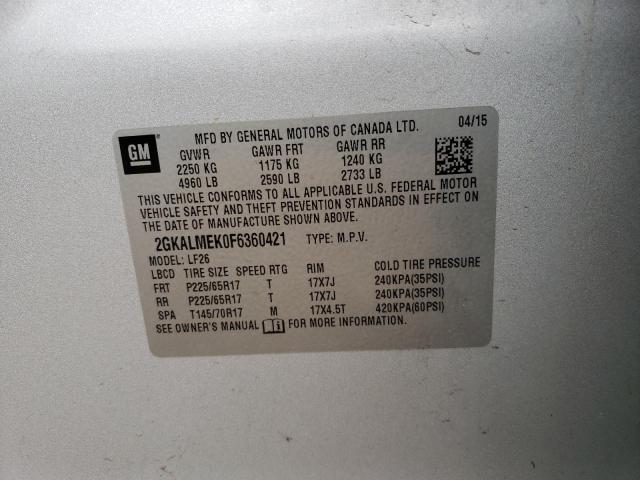 GM
MFD BY GENERAL MOTORS OF CANADA LTD. 04/15
GVWR GAWR FRT GAWR RR
2250 KG 1175 KG 1240 KG
4960 LB 2590 LB 2733 LB
THIS VEHICLE CONFORMS TO ALL APPLICABLE U.S. FEDERAL MOTOR
VEHICLE SAFETY AND THEFT PREVENTION STANDARDS IN EFFECT ON
THE DATE OF MANUFACTURE SHOWN ABOVE.
2GKALMEK0F6360421 TYPE: M.P.V.
MODEL: LF26
LBCD TIRE SIZE SPEED RTG RIM COLD TIRE PRESSURE
FRT P225/65R17 T 17X7J 240KPA(35PSI)
RR P225/65R17 T 17X7J 240KPA(35PSI)
SPA T145/70R17 M 17X4.5T 420KPA(60PSI)
SEE OWNER'S MANUAL FOR MORE INFORMATION.